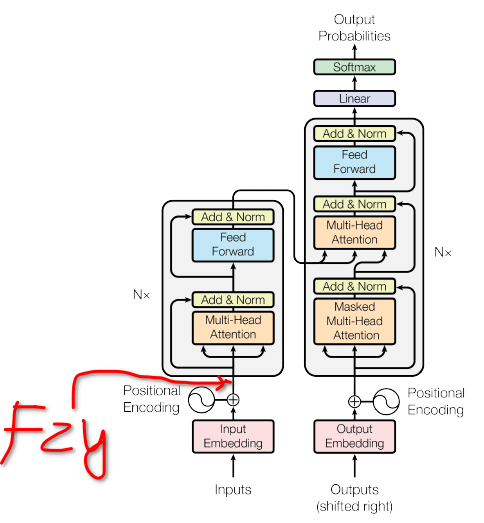 Output
Probabilities
Softmax
Linear
Add & Norm
Feed
Forward
Add & Norm
Multi-Head
Attention
Nx
Add & Norm
Masked
Multi-Head
Attention
Positional
Encoding
Output
Embedding
Outputs
(shifted right)
Add & Norm
Feed
Forward
Nx
Add & Norm
Multi-Head
Attention
Positional
Encoding
Input
Embedding
Inputs
Fzy